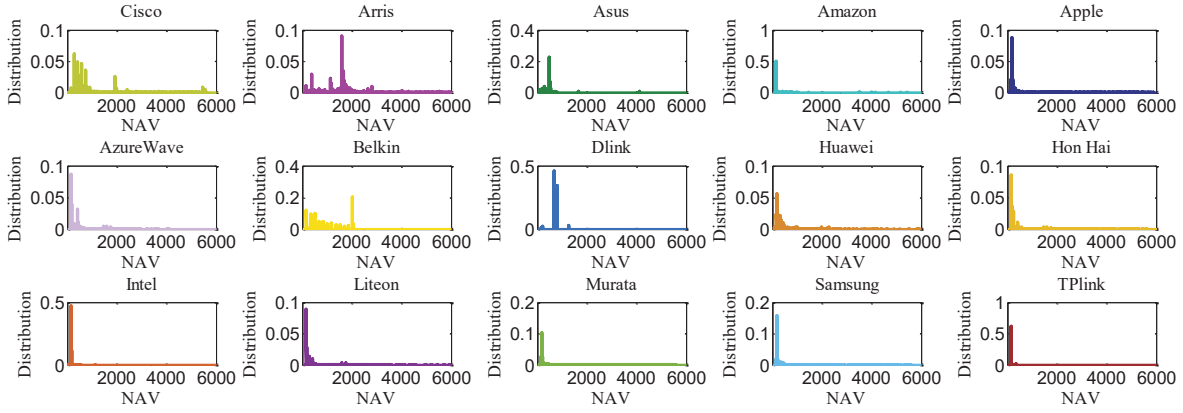 Cisco Arris Asus Amazon Apple
Distribution 0.1 0.05 0 2000 4000 6000 NAV
Distribution 0.1 0.05 0 2000 4000 6000 NAV
Distribution 0.4 0.2 0 2000 4000 6000 NAV
Distribution 1 0.5 0 2000 4000 6000 NAV
Distribution 0.1 0.05 0 2000 4000 6000 NAV
AzureWave Belkin Dlink Huawei Hon Hai
Distribution 0.1 0.05 0 2000 4000 6000 NAV
Distribution 0.4 0.2 0 2000 4000 6000 NAV
Distribution 0.5 0 2000 4000 6000 NAV
Distribution 0.1 0.05 0 2000 4000 6000 NAV
Distribution 0.1 0.05 0 2000 4000 6000 NAV
Intel Liteon Murata Samsung TPlink
Distribution 0.5 0 2000 4000 6000 NAV
Distribution 0.1 0.05 0 2000 4000 6000 NAV
Distribution 0.2 0.1 0 2000 4000 6000 NAV
Distribution 0.2 0.1 0 2000 4000 6000 NAV
Distribution 1 0.5 0 2000 4000 6000 NAV